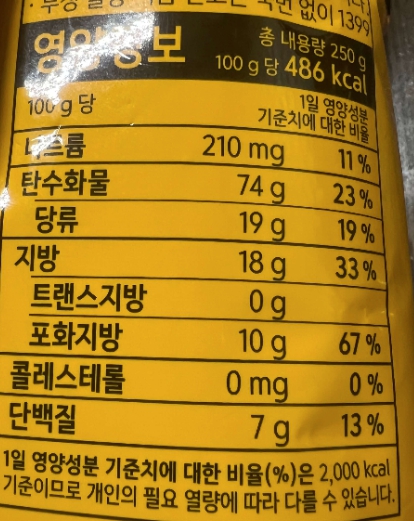 없이 1399
영양정보
총 내용량 250 g
100 g 당 486 kcal
100 g 당
1일 영양성분
기준치에 대한 비율
나트륨 210 mg 11 %
탄수화물 74 g 23 %
당류 19 g 19 %
지방 18 g 33 %
트랜스지방 0 g
포화지방 10 g 67 %
콜레스테롤 0 mg 0 %
단백질 7 g 13 %
1일 영양성분 기준치에 대한 비율(%)은 2,000 kcal
기준이므로 개인의 필요 열량에 따라 다를 수 있습니다.